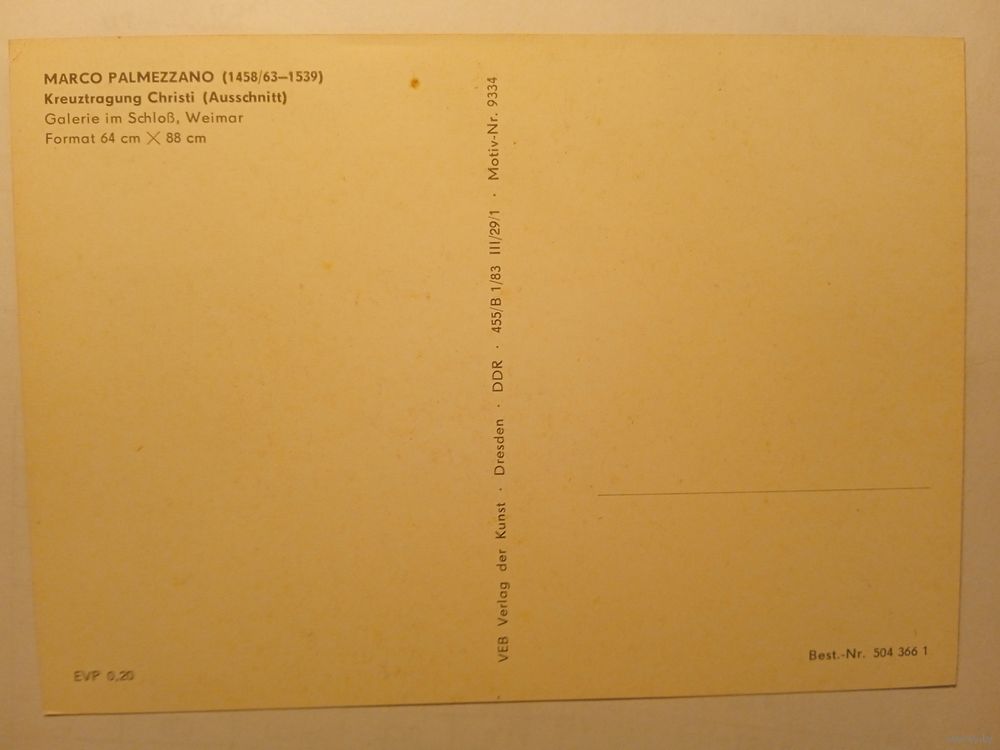 MARCO PALMEZZANO (1458/63—1539)
Kreuztragung Christi (Ausschnitt)
Galerie im Schloß, Weimar
Format 64 cm X 88 cm
VEB Verlag der Kunst · Dresden · DDR · 455/B 1/83 III/29/1 · Motiv-Nr. 9334
EVP 0,20
Best.-Nr. 504 366 1